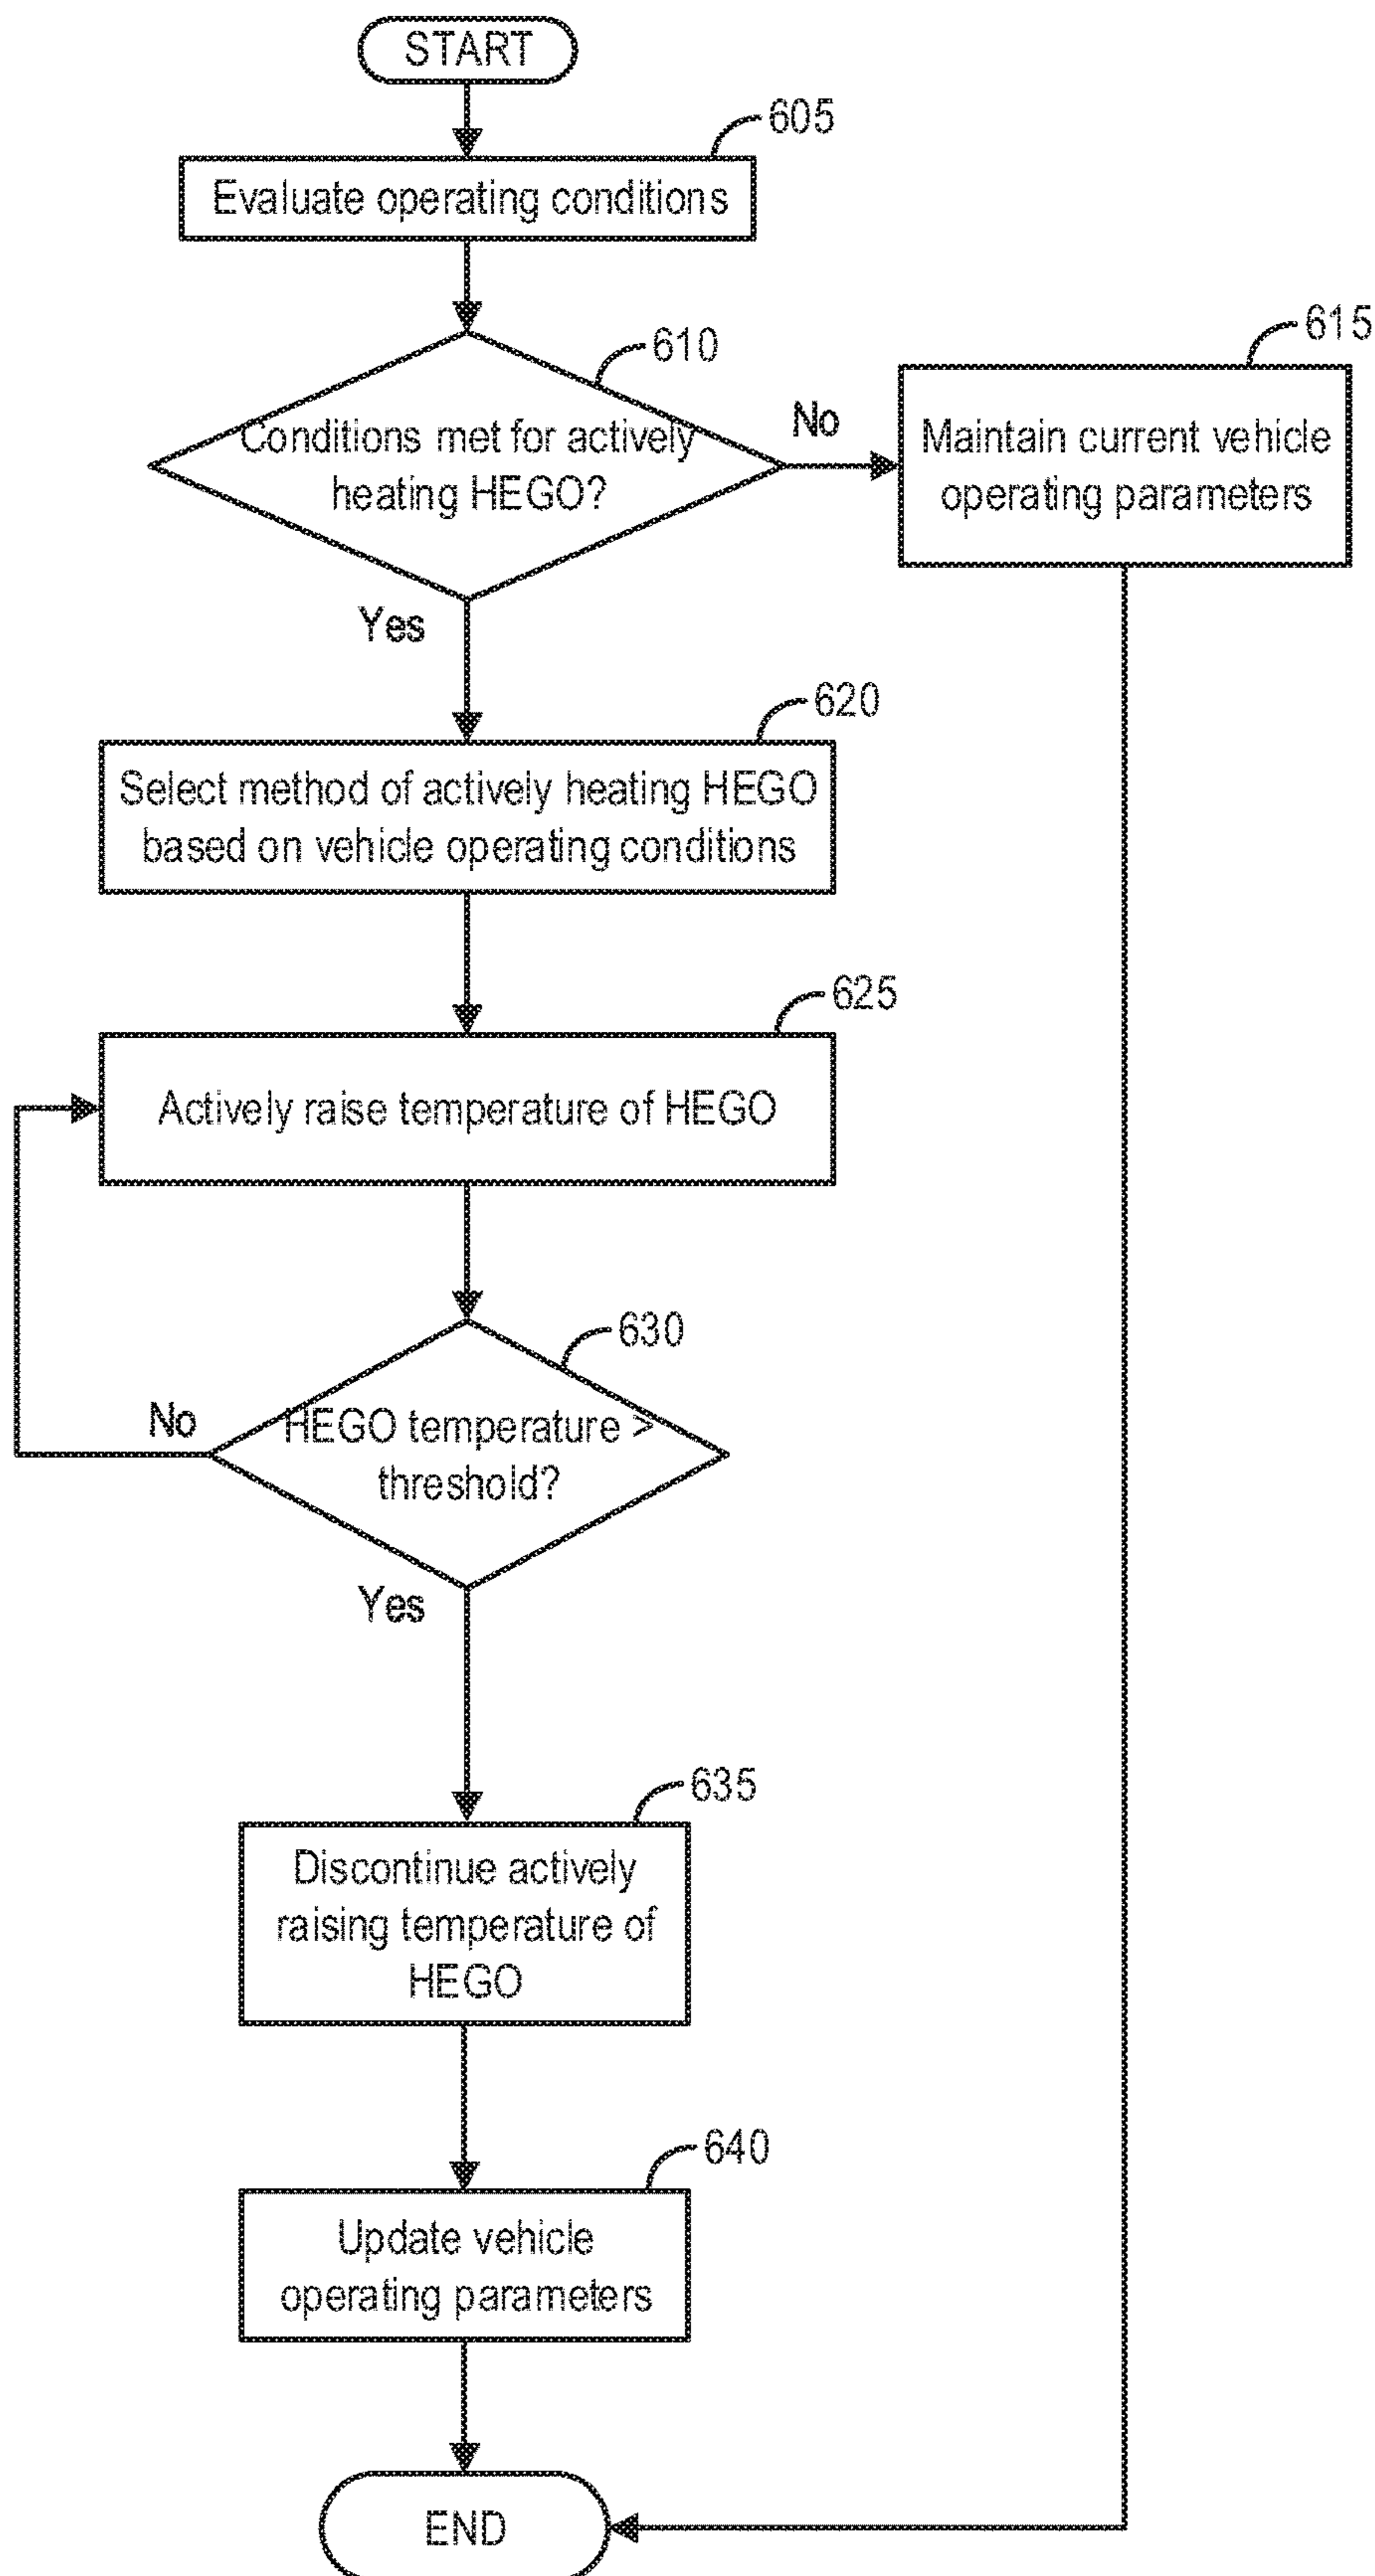 START
605
Evaluate operating conditions
610
Conditions met for actively
heating HEGO?
No
615
Maintain current vehicle
operating parameters
Yes
620
Select method of actively heating HEGO
based on vehicle operating conditions
625
Actively raise temperature of HEGO
630
HEGO temperature >
threshold?
No
Yes
635
Discontinue actively
raising temperature of
HEGO
640
Update vehicle
operating parameters
END